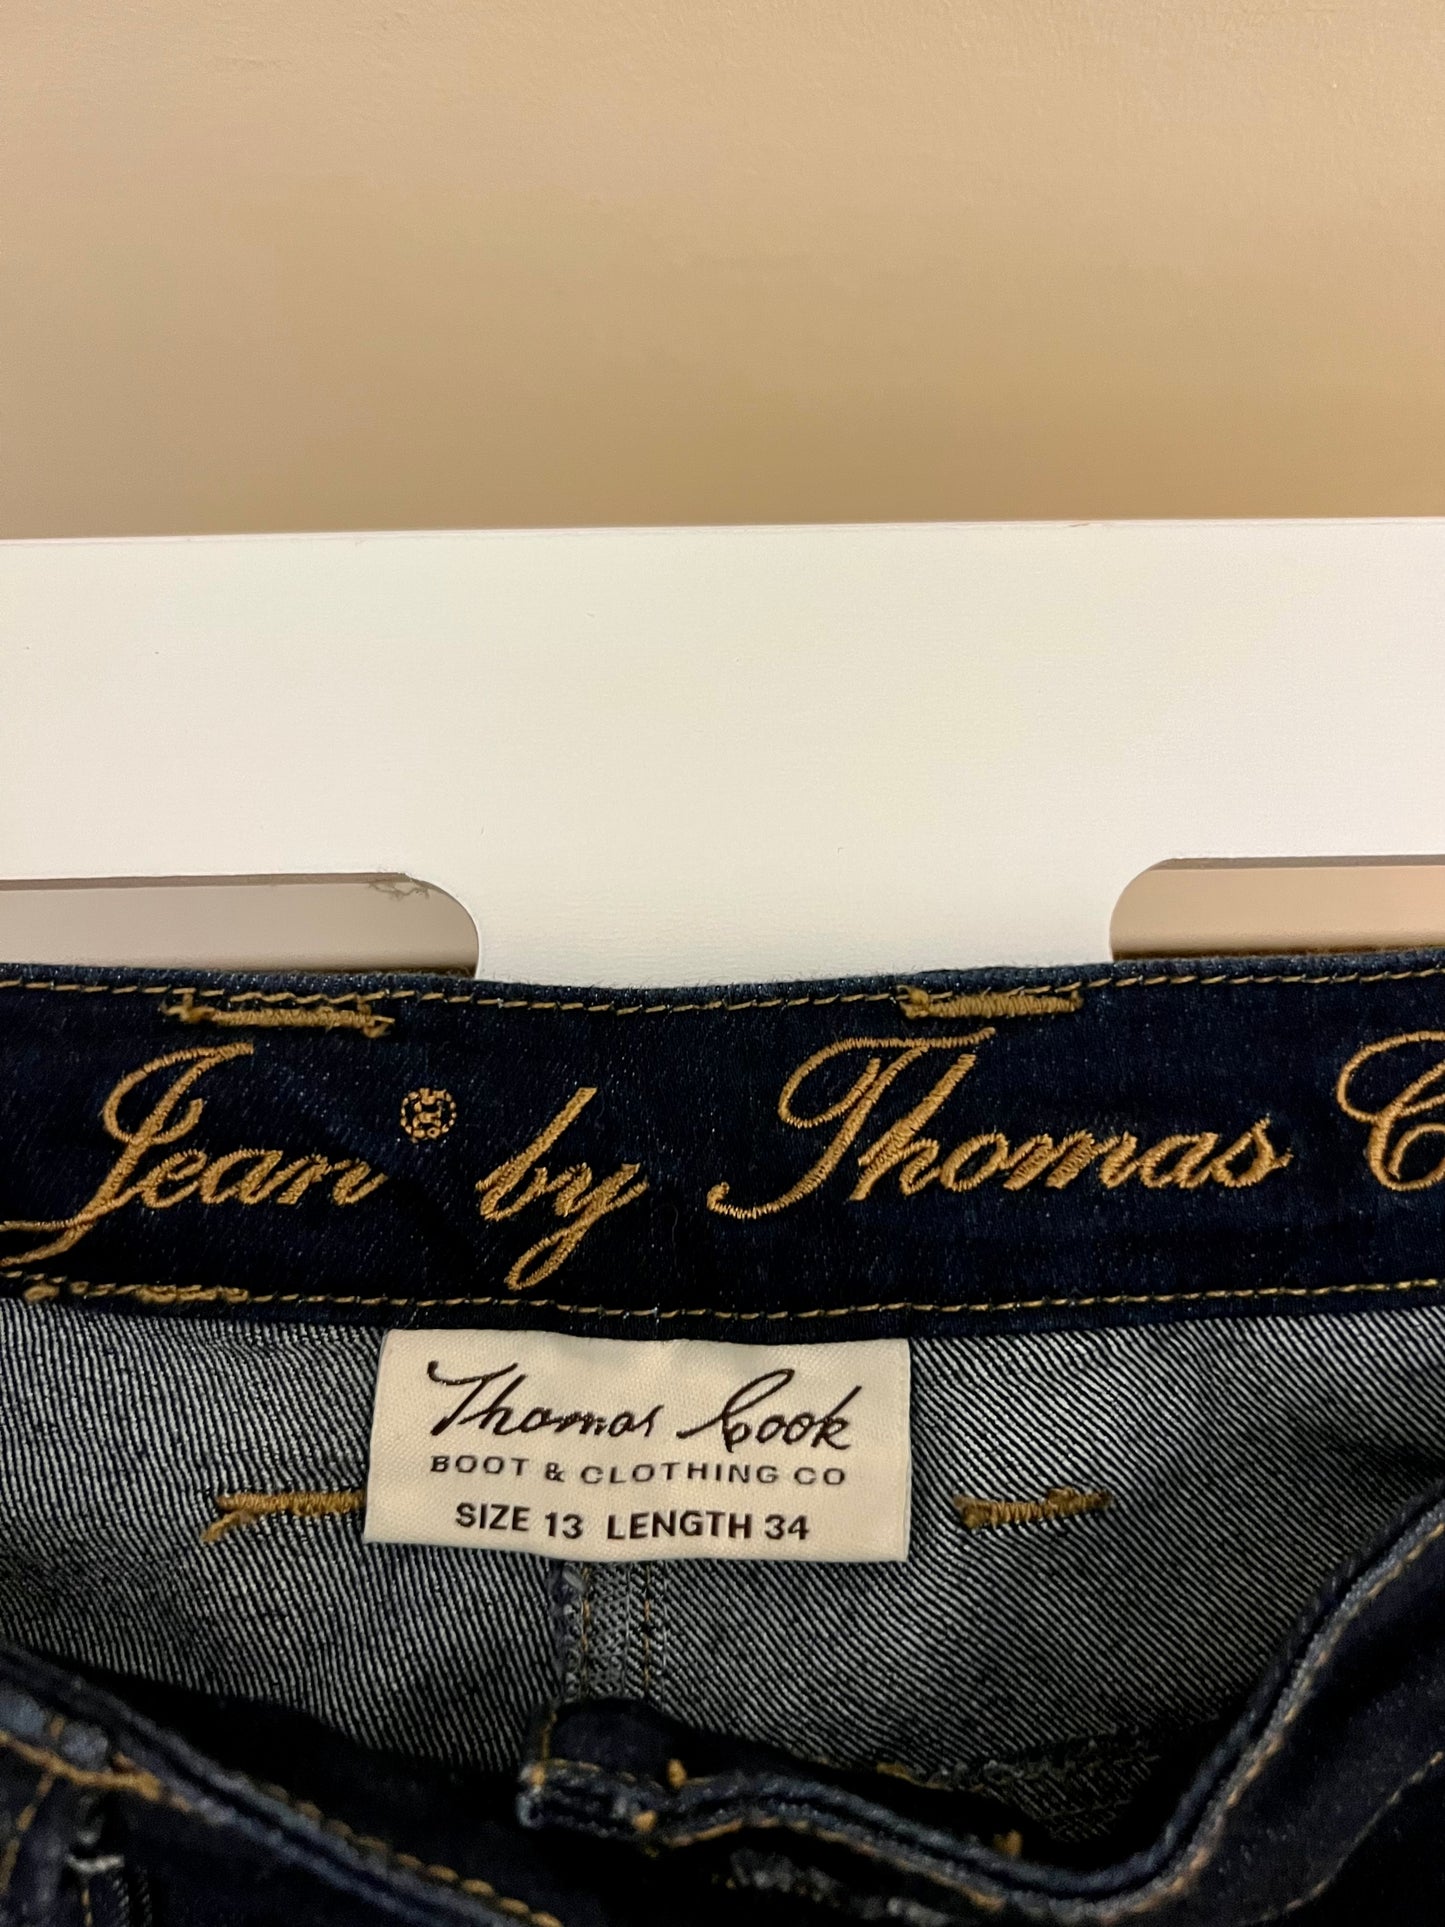 Jean® by Thomas C
Thomas Cook
BOOT & CLOTHING CO
SIZE 13 LENGTH 34